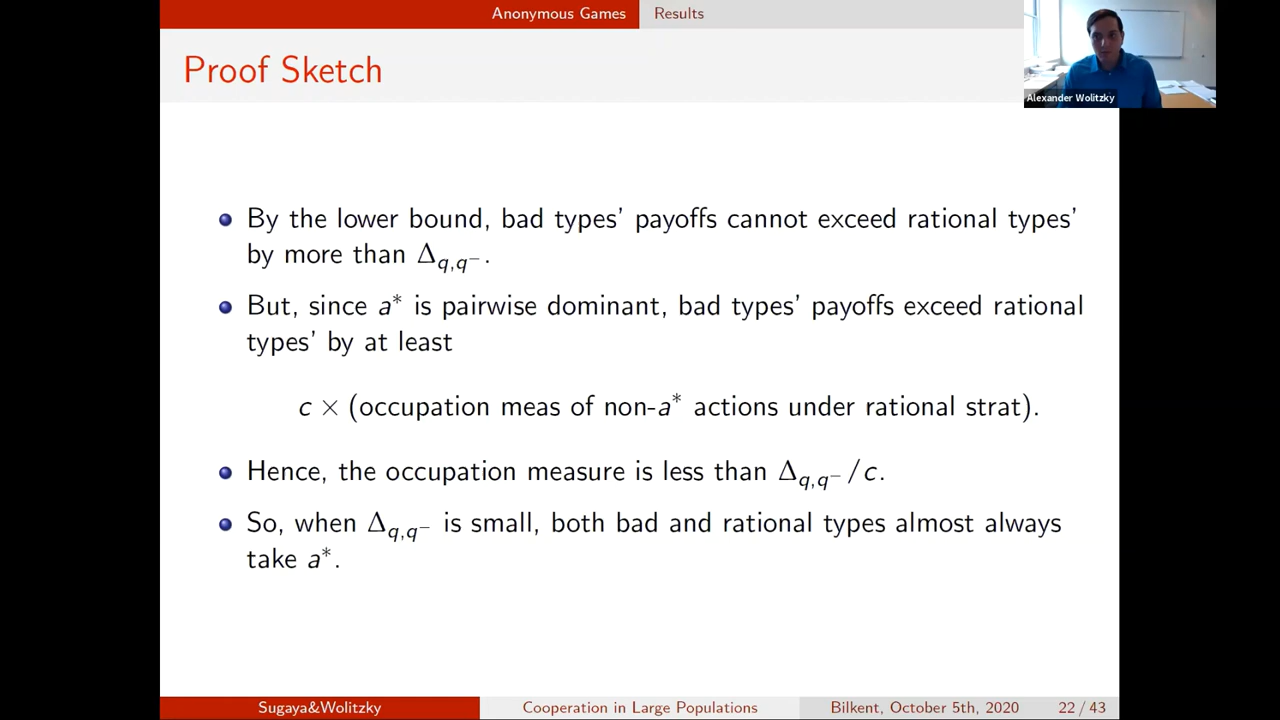 Anonymous Games Results
Proof Sketch
Alexander Wolitzky
By the lower bound, bad types' payoffs cannot exceed rational types'
by more than Δ_{q,q⁻}.
But, since a* is pairwise dominant, bad types' payoffs exceed rational
types' by at least
c × (occupation meas of non-a* actions under rational strat).
Hence, the occupation measure is less than Δ_{q,q⁻}/c.
So, when Δ_{q,q⁻} is small, both bad and rational types almost always
take a*.
Sugaya&Wolitzky Cooperation in Large Populations Bilkent, October 5th, 2020 22 / 43